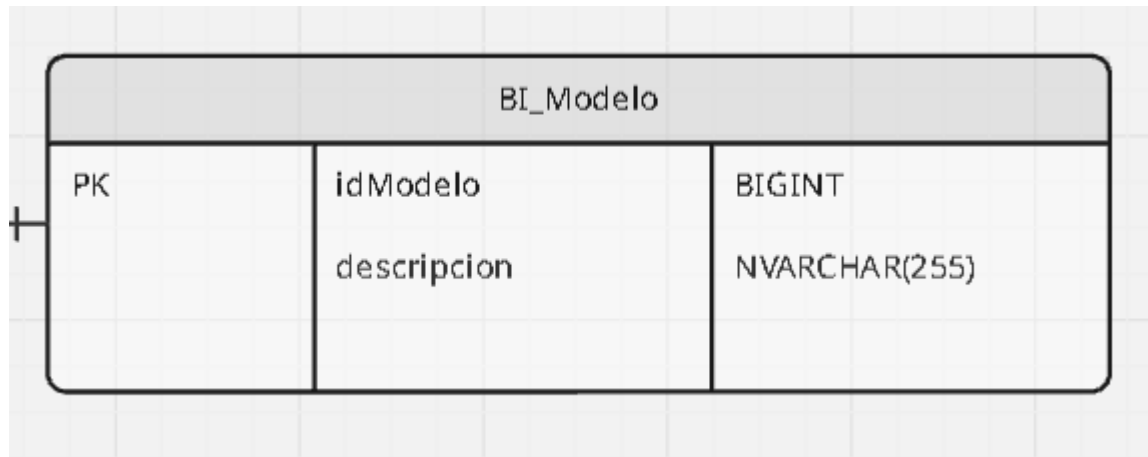 BI_Modelo
PK idModelo BIGINT
descripcion NVARCHAR(255)